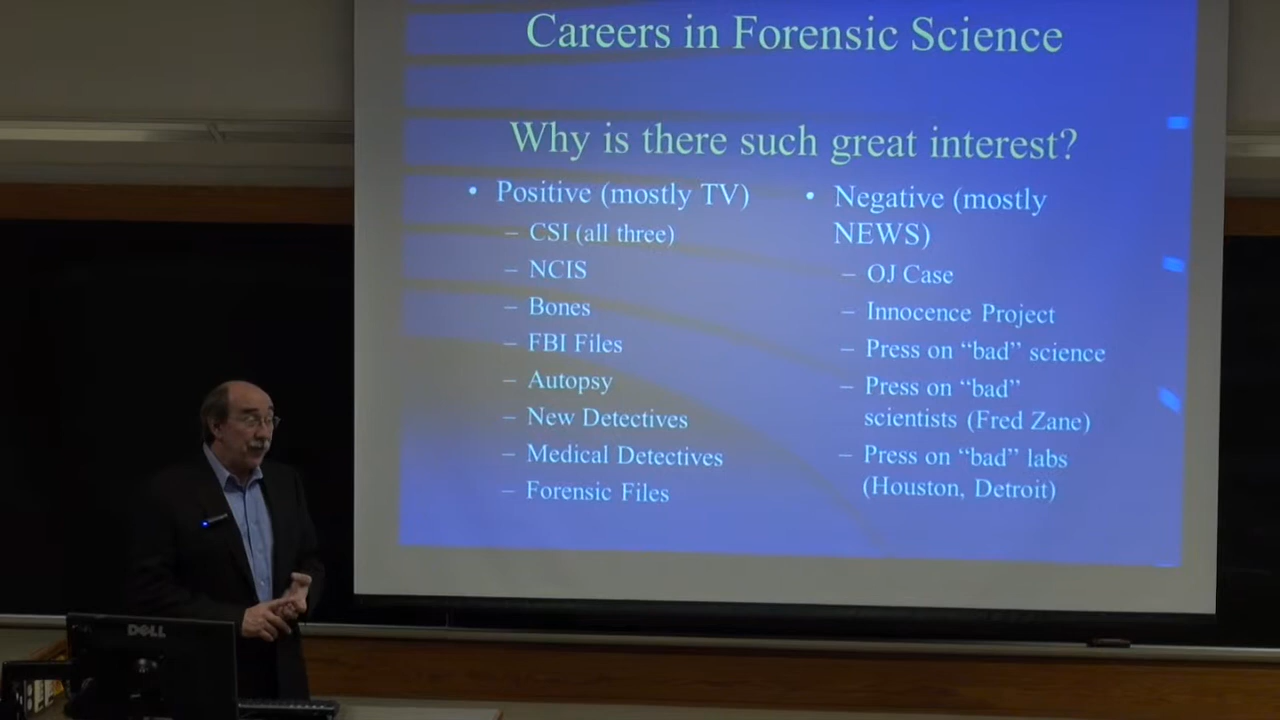 Careers in Forensic Science
Why is there such great interest?
• Positive (mostly TV)
– CSI (all three)
– NCIS
– Bones
– FBI Files
– Autopsy
– New Detectives
– Medical Detectives
– Forensic Files
• Negative (mostly
NEWS)
– OJ Case
– Innocence Project
– Press on “bad” science
– Press on “bad”
scientists (Fred Zane)
– Press on “bad” labs
(Houston, Detroit)
DELL